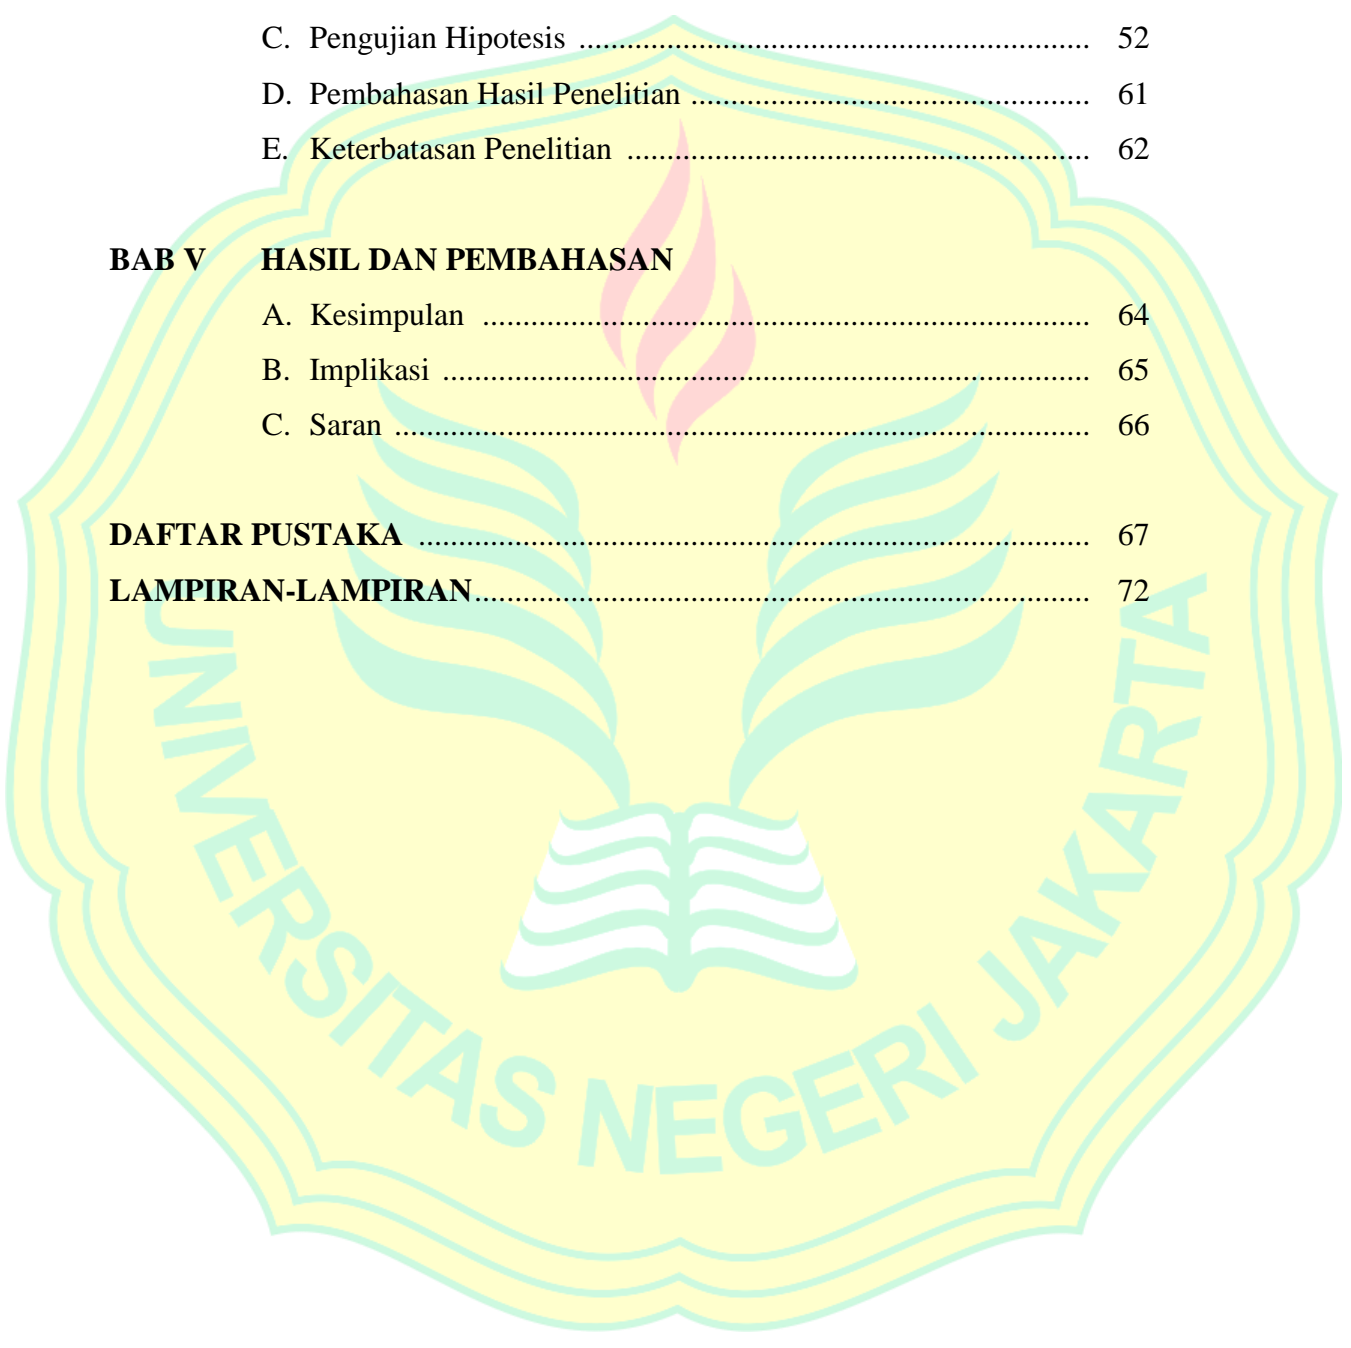 C. Pengujian Hipotesis ................................................................ 52
D. Pembahasan Hasil Penelitian .................................................. 61
E. Keterbatasan Penelitian .......................................................... 62
BAB V HASIL DAN PEMBAHASAN
A. Kesimpulan ............................................................................ 64
B. Implikasi ................................................................................. 65
C. Saran ....................................................................................... 66
DAFTAR PUSTAKA .................................................................................... 67
LAMPIRAN-LAMPIRAN............................................................................. 72
UNIVERSITAS NEGERI JAKARTA